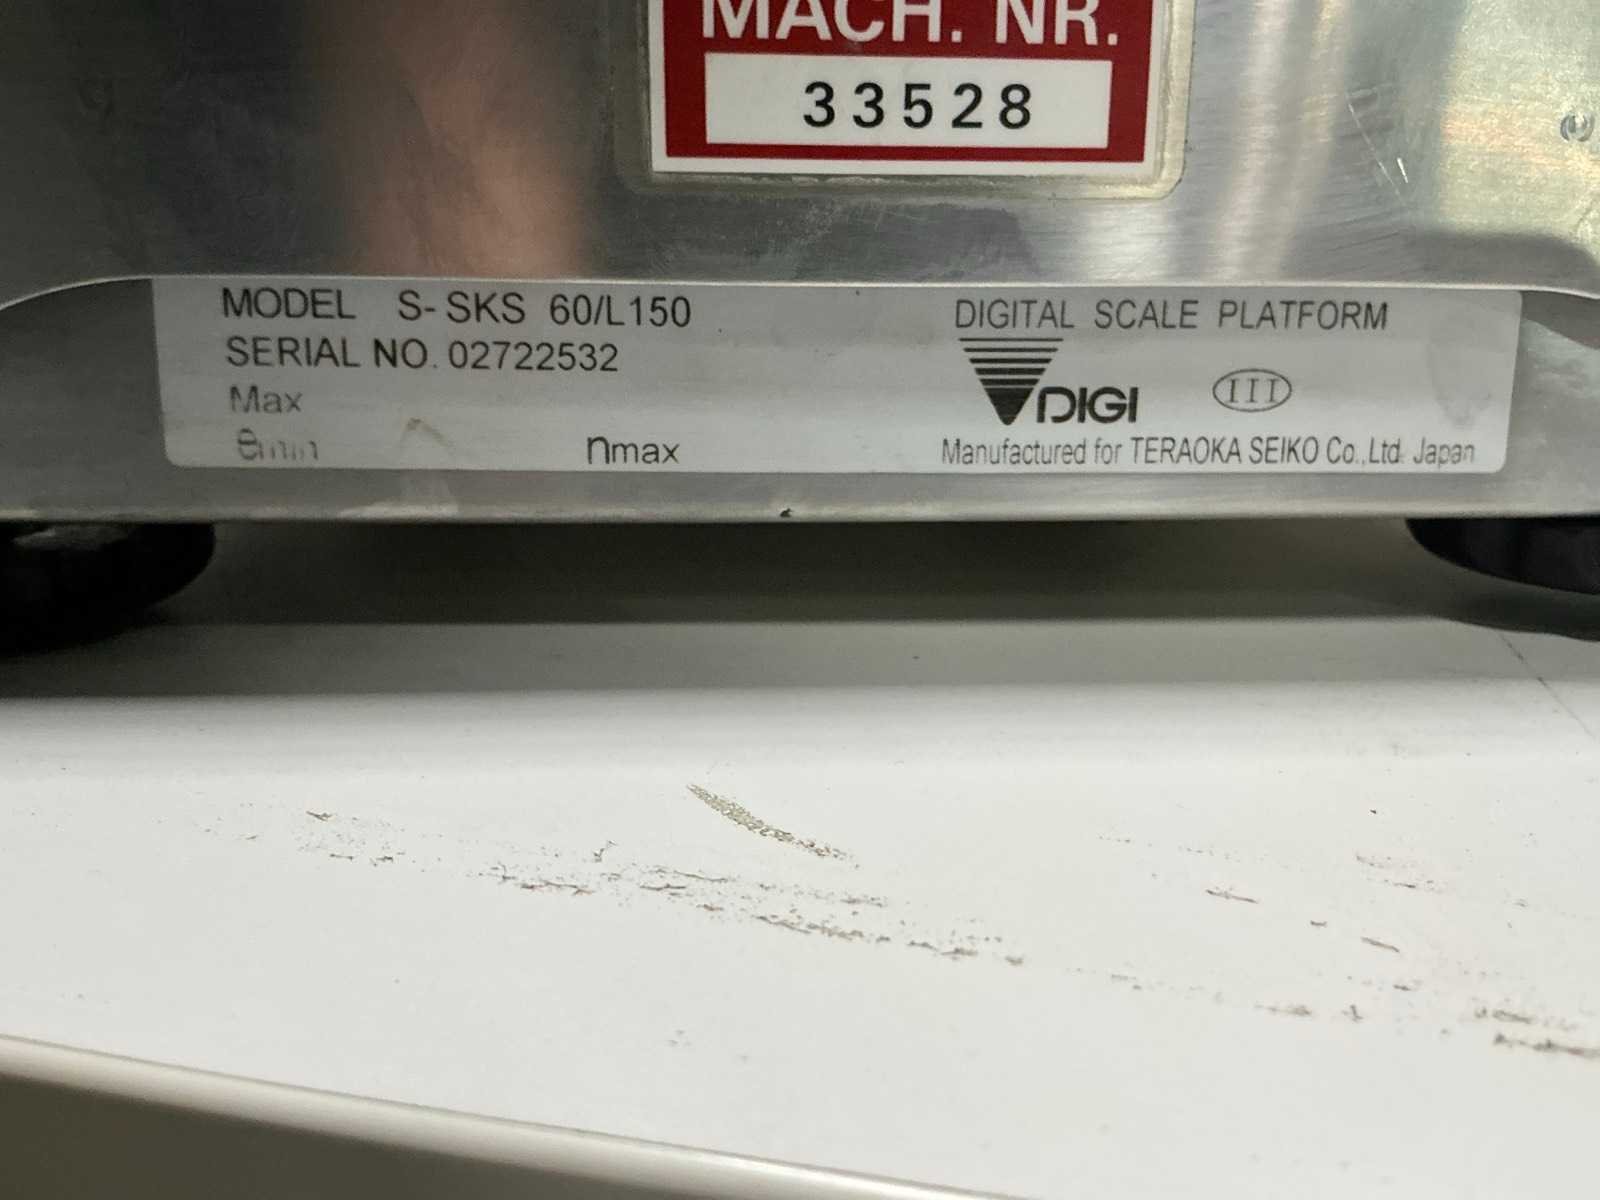 MACH. NR.
33528
MODEL S-SKS 60/L150
SERIAL NO. 02722532
Max
emin nmax
DIGITAL SCALE PLATFORM
DIGI III
Manufactured for TERAOKA SEIKO Co.,Ltd. Japan